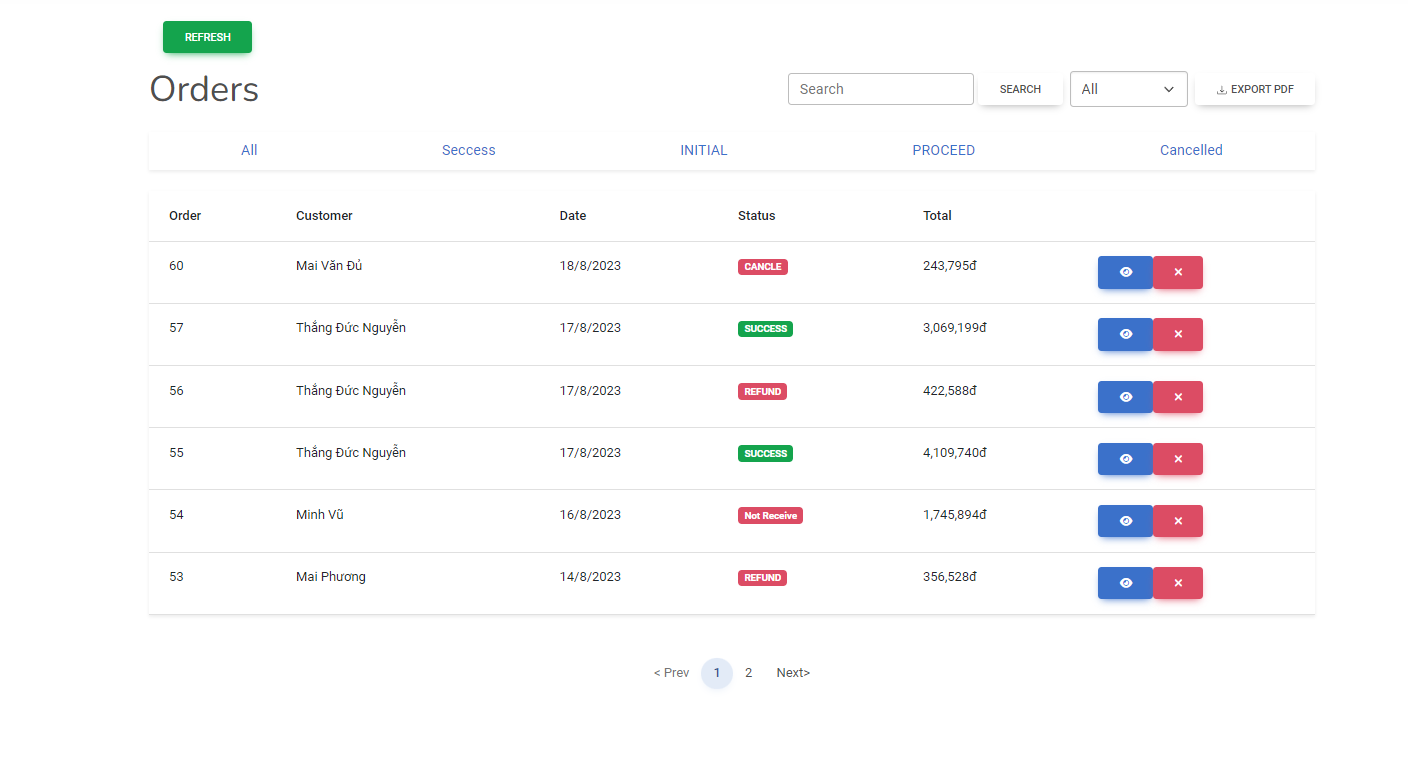 REFRESH
Orders
Search SEARCH All EXPORT PDF
All Seccess INITIAL PROCEED Cancelled
Order Customer Date Status Total
60 Mai Văn Đủ 18/8/2023 CANCLE 243,795đ
57 Thắng Đức Nguyễn 17/8/2023 SUCCESS 3,069,199đ
56 Thắng Đức Nguyễn 17/8/2023 REFUND 422,588đ
55 Thắng Đức Nguyễn 17/8/2023 SUCCESS 4,109,740đ
54 Minh Vũ 16/8/2023 Not Receive 1,745,894đ
53 Mai Phương 14/8/2023 REFUND 356,528đ
< Prev 1 2 Next>